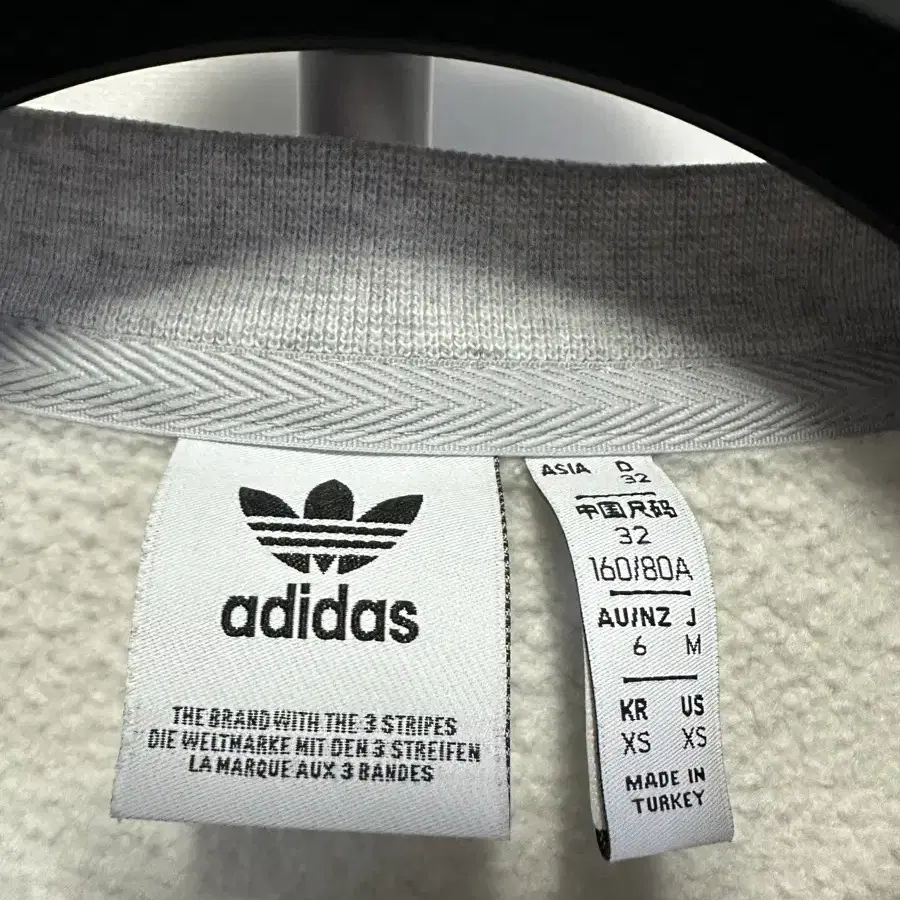 adidas
THE BRAND WITH THE 3 STRIPES
DIE WELTMARKE MIT DEN 3 STREIFEN
LA MARQUE AUX 3 BANDES
ASIA D
32
中国尺码
32
160/80A
AU/NZ J
6 M
KR US
XS XS
MADE IN
TURKEY